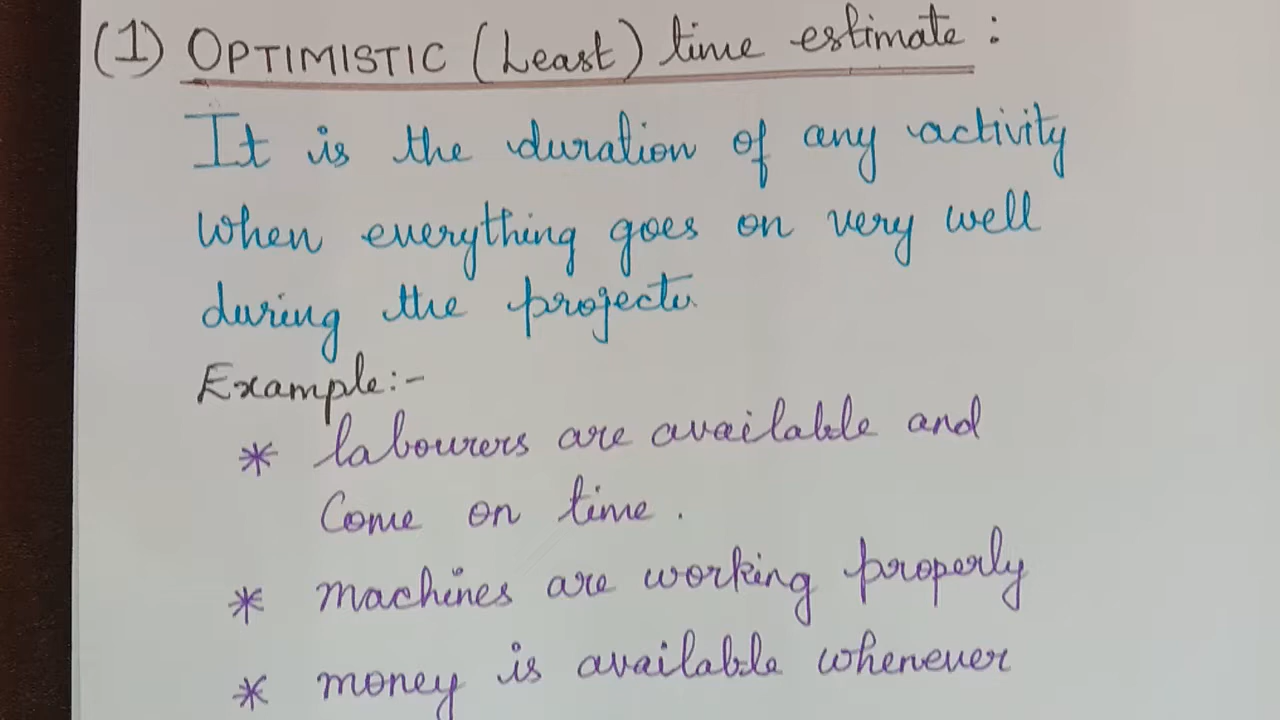 (1) OPTIMISTIC (Least) time estimate :
It is the duration of any activity
when everything goes on very well
during the project.
Example:-
* labourers are available and
Come on time.
* machines are working properly
* money is available whenever